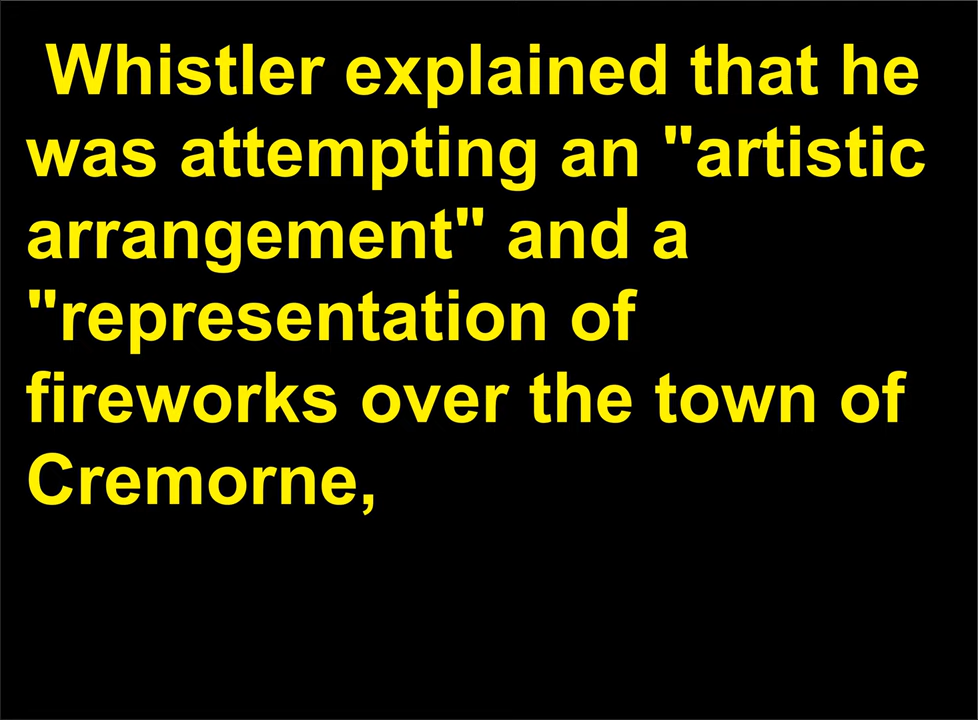 Whistler explained that he
was attempting an "artistic
arrangement" and a
"representation of
fireworks over the town of
Cremorne,